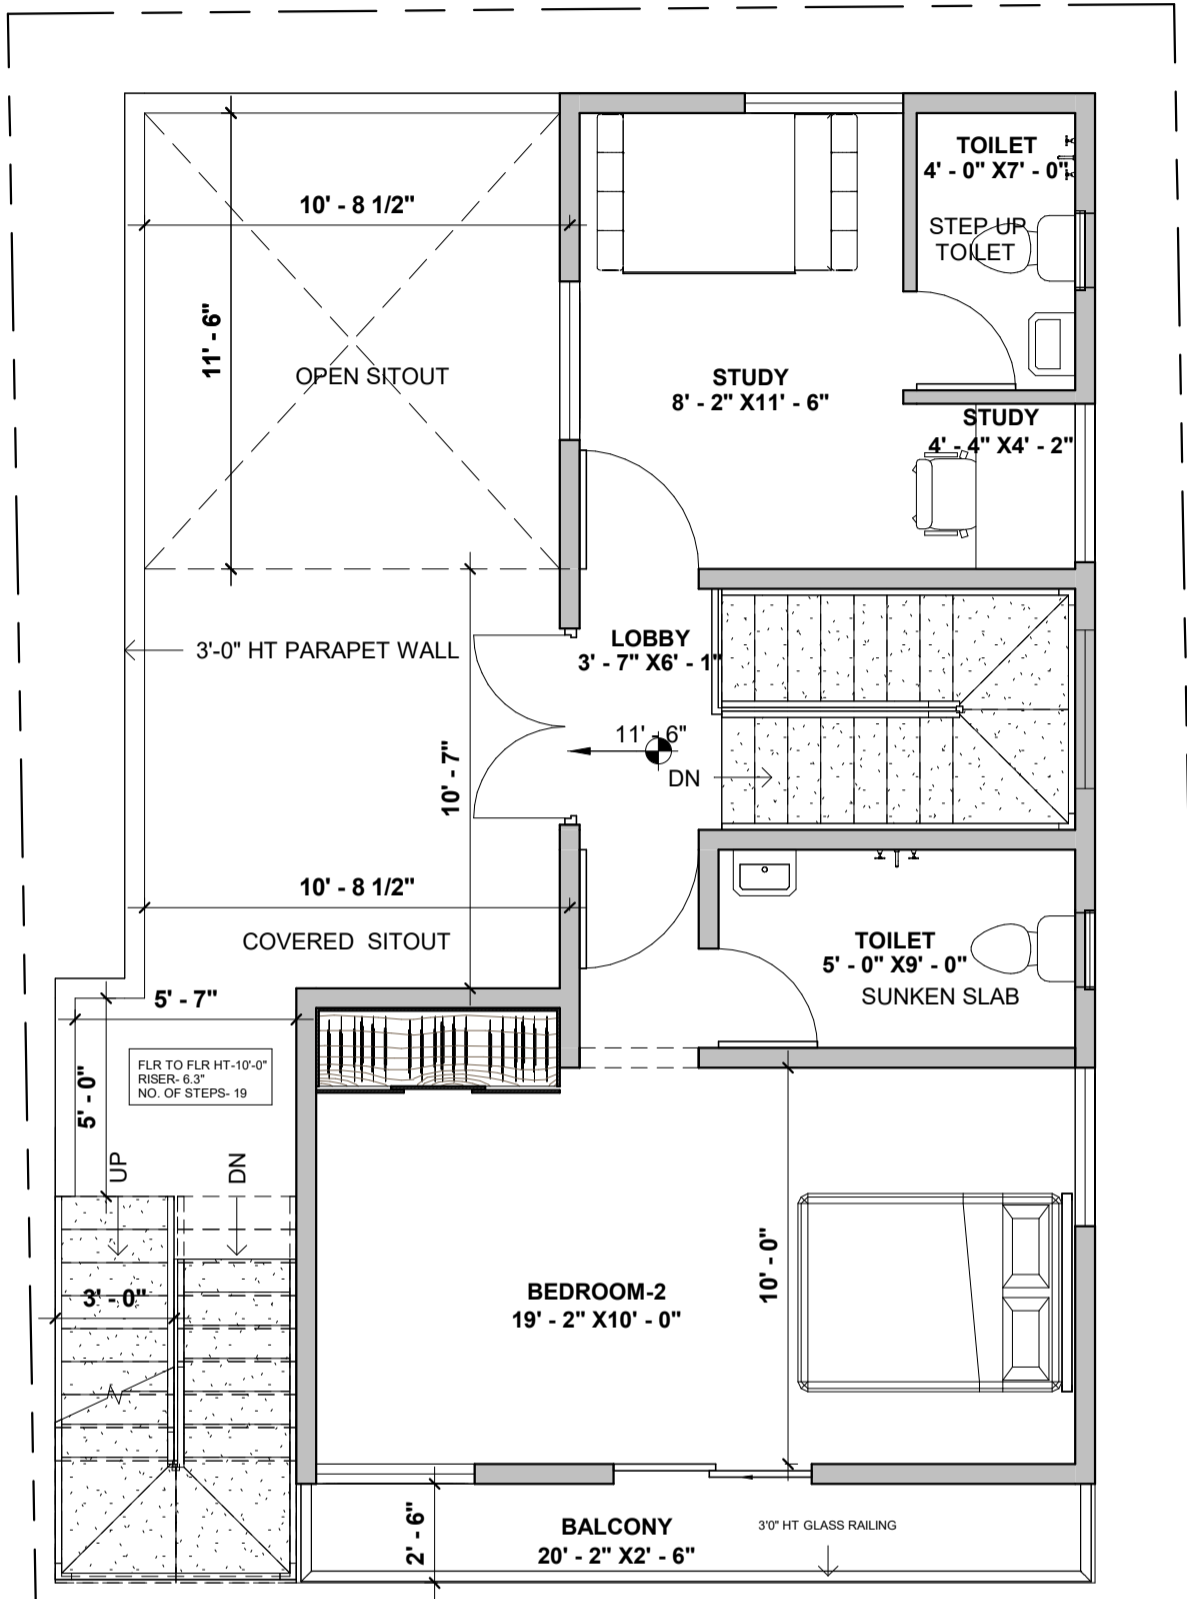 TOILET
4' - 0" X7' - 0"
10' - 8 1/2"
STEP UP
TOILET
11' - 6"
OPEN SITOUT
STUDY
8' - 2" X11' - 6"
STUDY
4' - 4" X4' - 2"
3'-0" HT PARAPET WALL
LOBBY
3' - 7" X6' - 1"
11' - 6"
DN
10' - 7"
10' - 8 1/2"
COVERED SITOUT
TOILET
5' - 0" X9' - 0"
SUNKEN SLAB
5' - 7"
FLR TO FLR HT-10'-0"
RISER- 6.3"
NO. OF STEPS- 19
5' - 0"
UP
DN
3' - 0"
10' - 0"
BEDROOM-2
19' - 2" X10' - 0"
2' - 6"
BALCONY
20' - 2" X2' - 6"
3'0" HT GLASS RAILING